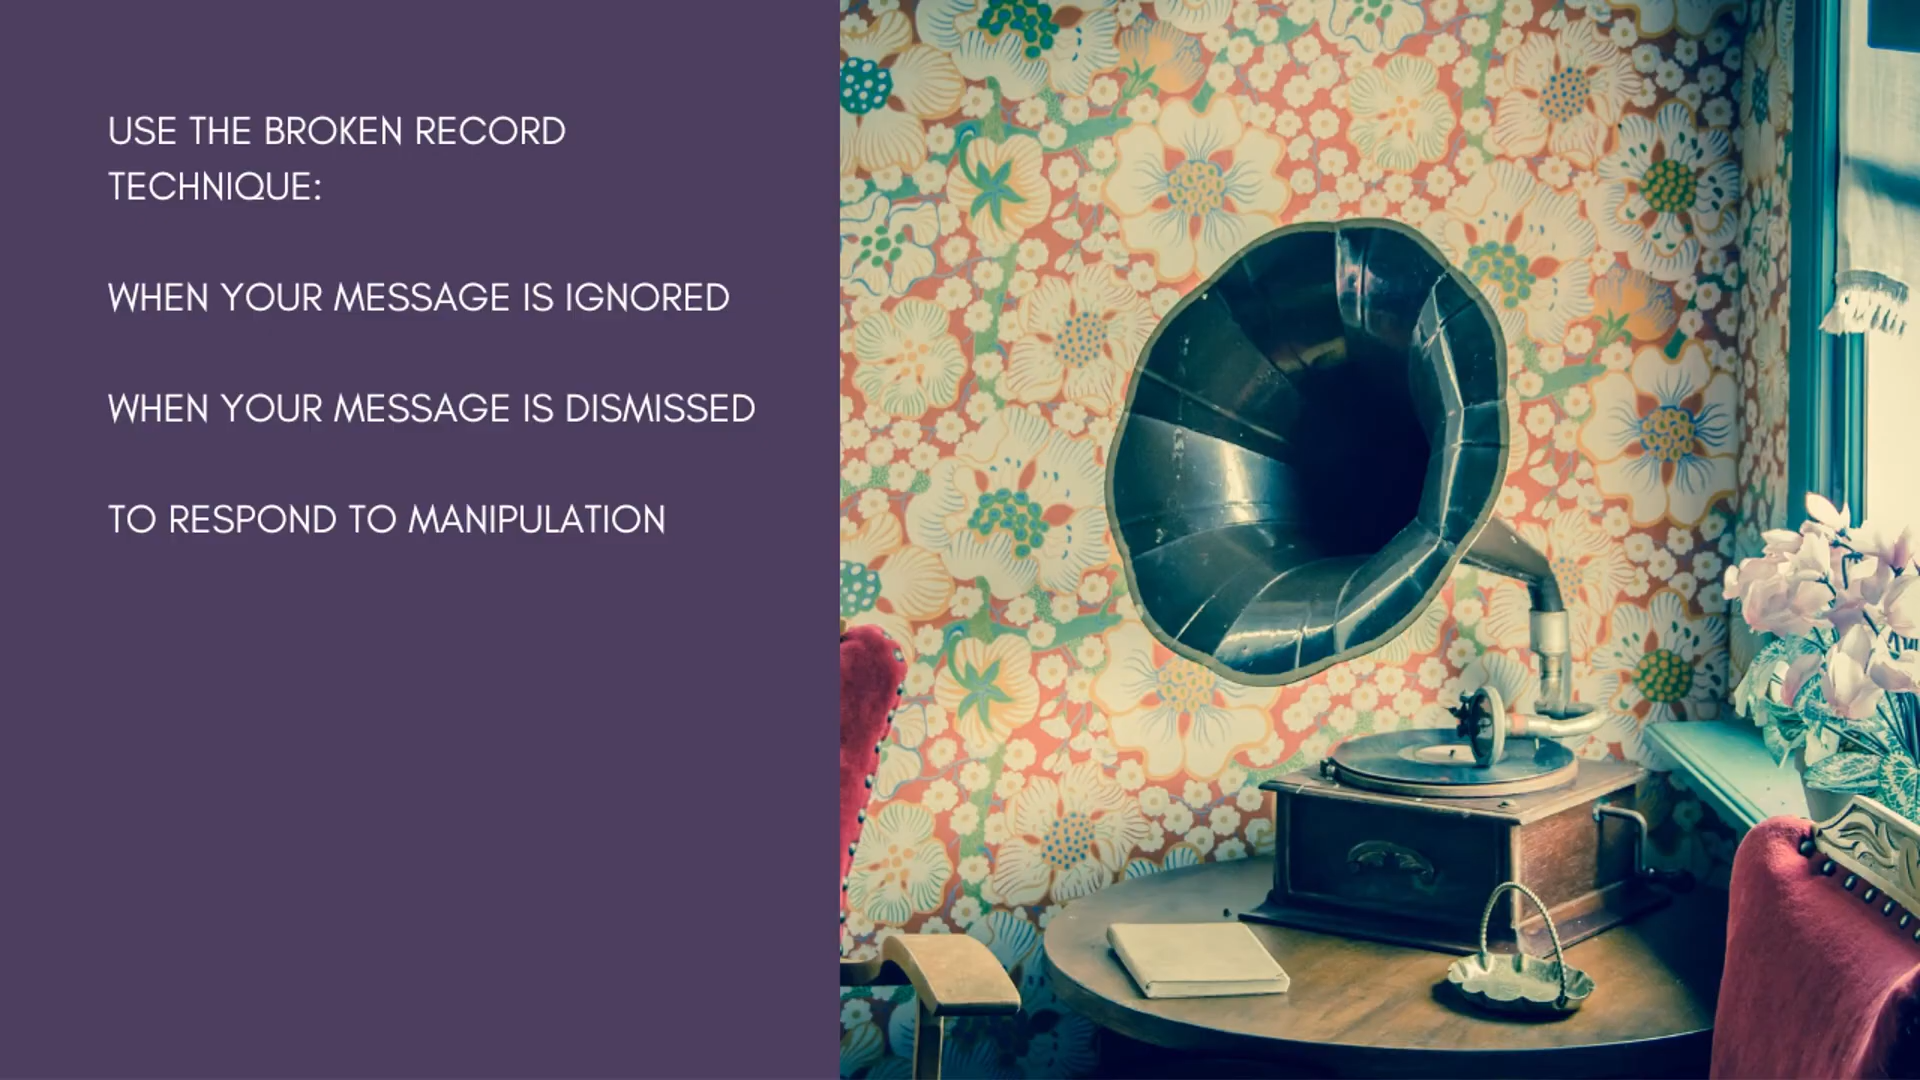 USE THE BROKEN RECORD
TECHNIQUE:
WHEN YOUR MESSAGE IS IGNORED
WHEN YOUR MESSAGE IS DISMISSED
TO RESPOND TO MANIPULATION